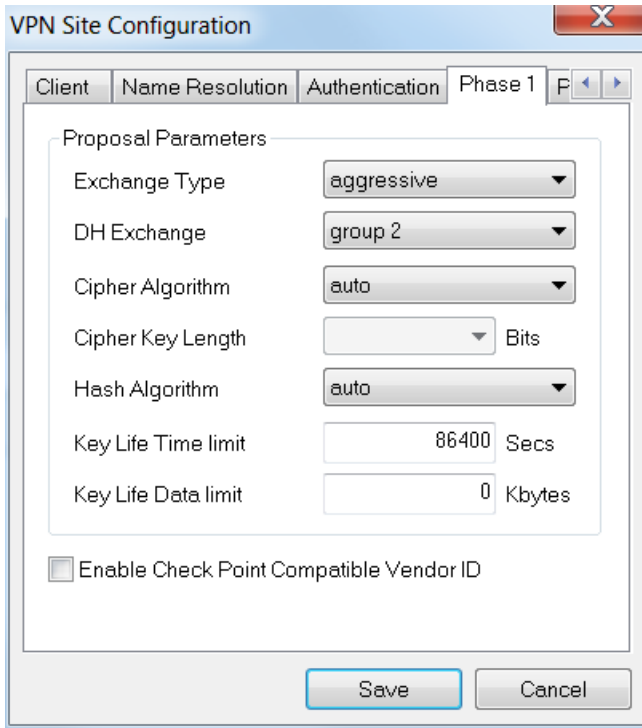 VPN Site Configuration
Client Name Resolution Authentication Phase 1 P
Proposal Parameters
Exchange Type aggressive
DH Exchange group 2
Cipher Algorithm auto
Cipher Key Length Bits
Hash Algorithm auto
Key Life Time limit 86400 Secs
Key Life Data limit 0 Kbytes
Enable Check Point Compatible Vendor ID
Save Cancel